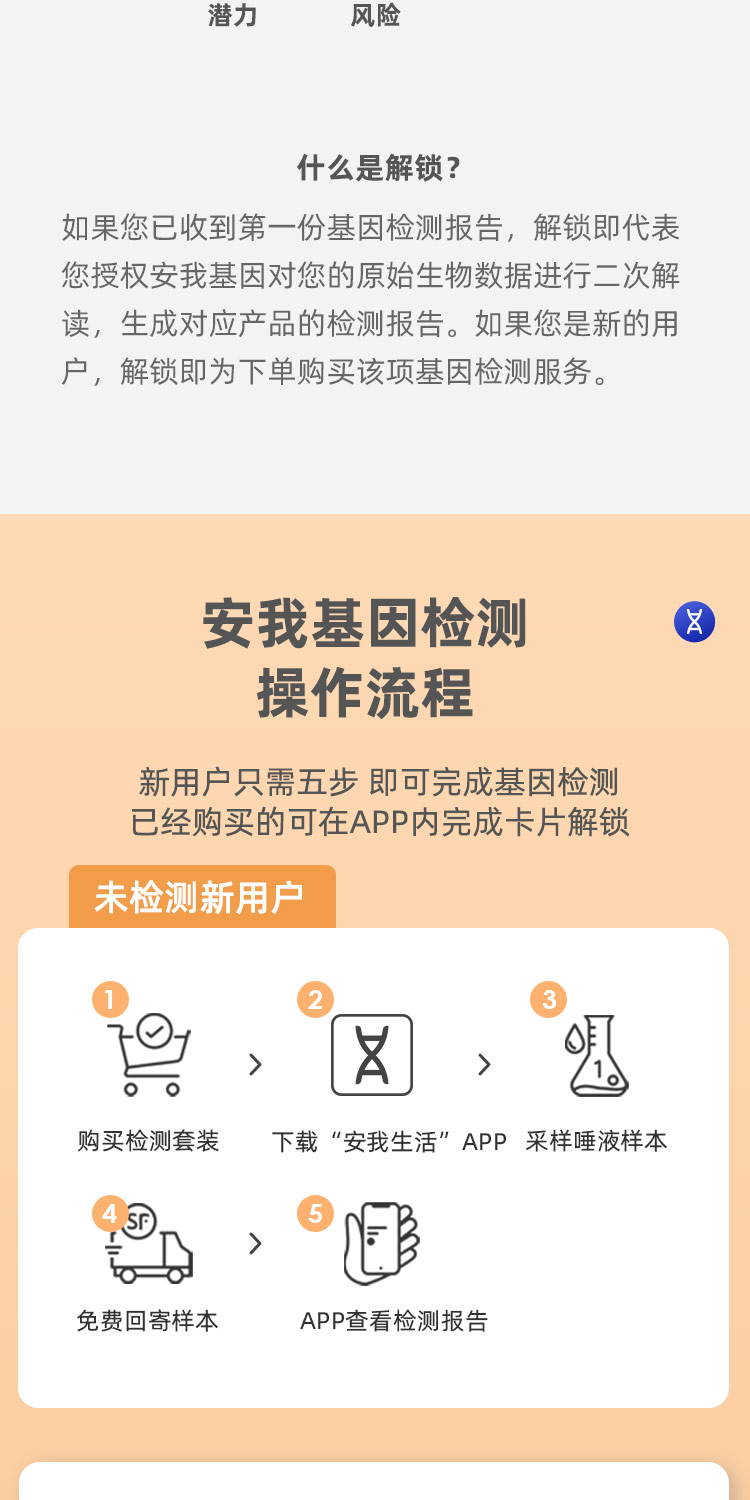 潜力 风险
什么是解锁？
如果您已收到第一份基因检测报告，解锁即代表
您授权安我基因对您的原始生物数据进行二次解
读，生成对应产品的检测报告。如果您是新的用
户，解锁即为下单购买该项基因检测服务。
安我基因检测
操作流程
新用户只需五步 即可完成基因检测
已经购买的可在APP内完成卡片解锁
未检测新用户
1 2 3
1
购买检测套装 下载“安我生活”APP 采样唾液样本
4 5
SF
免费回寄样本 APP查看检测报告